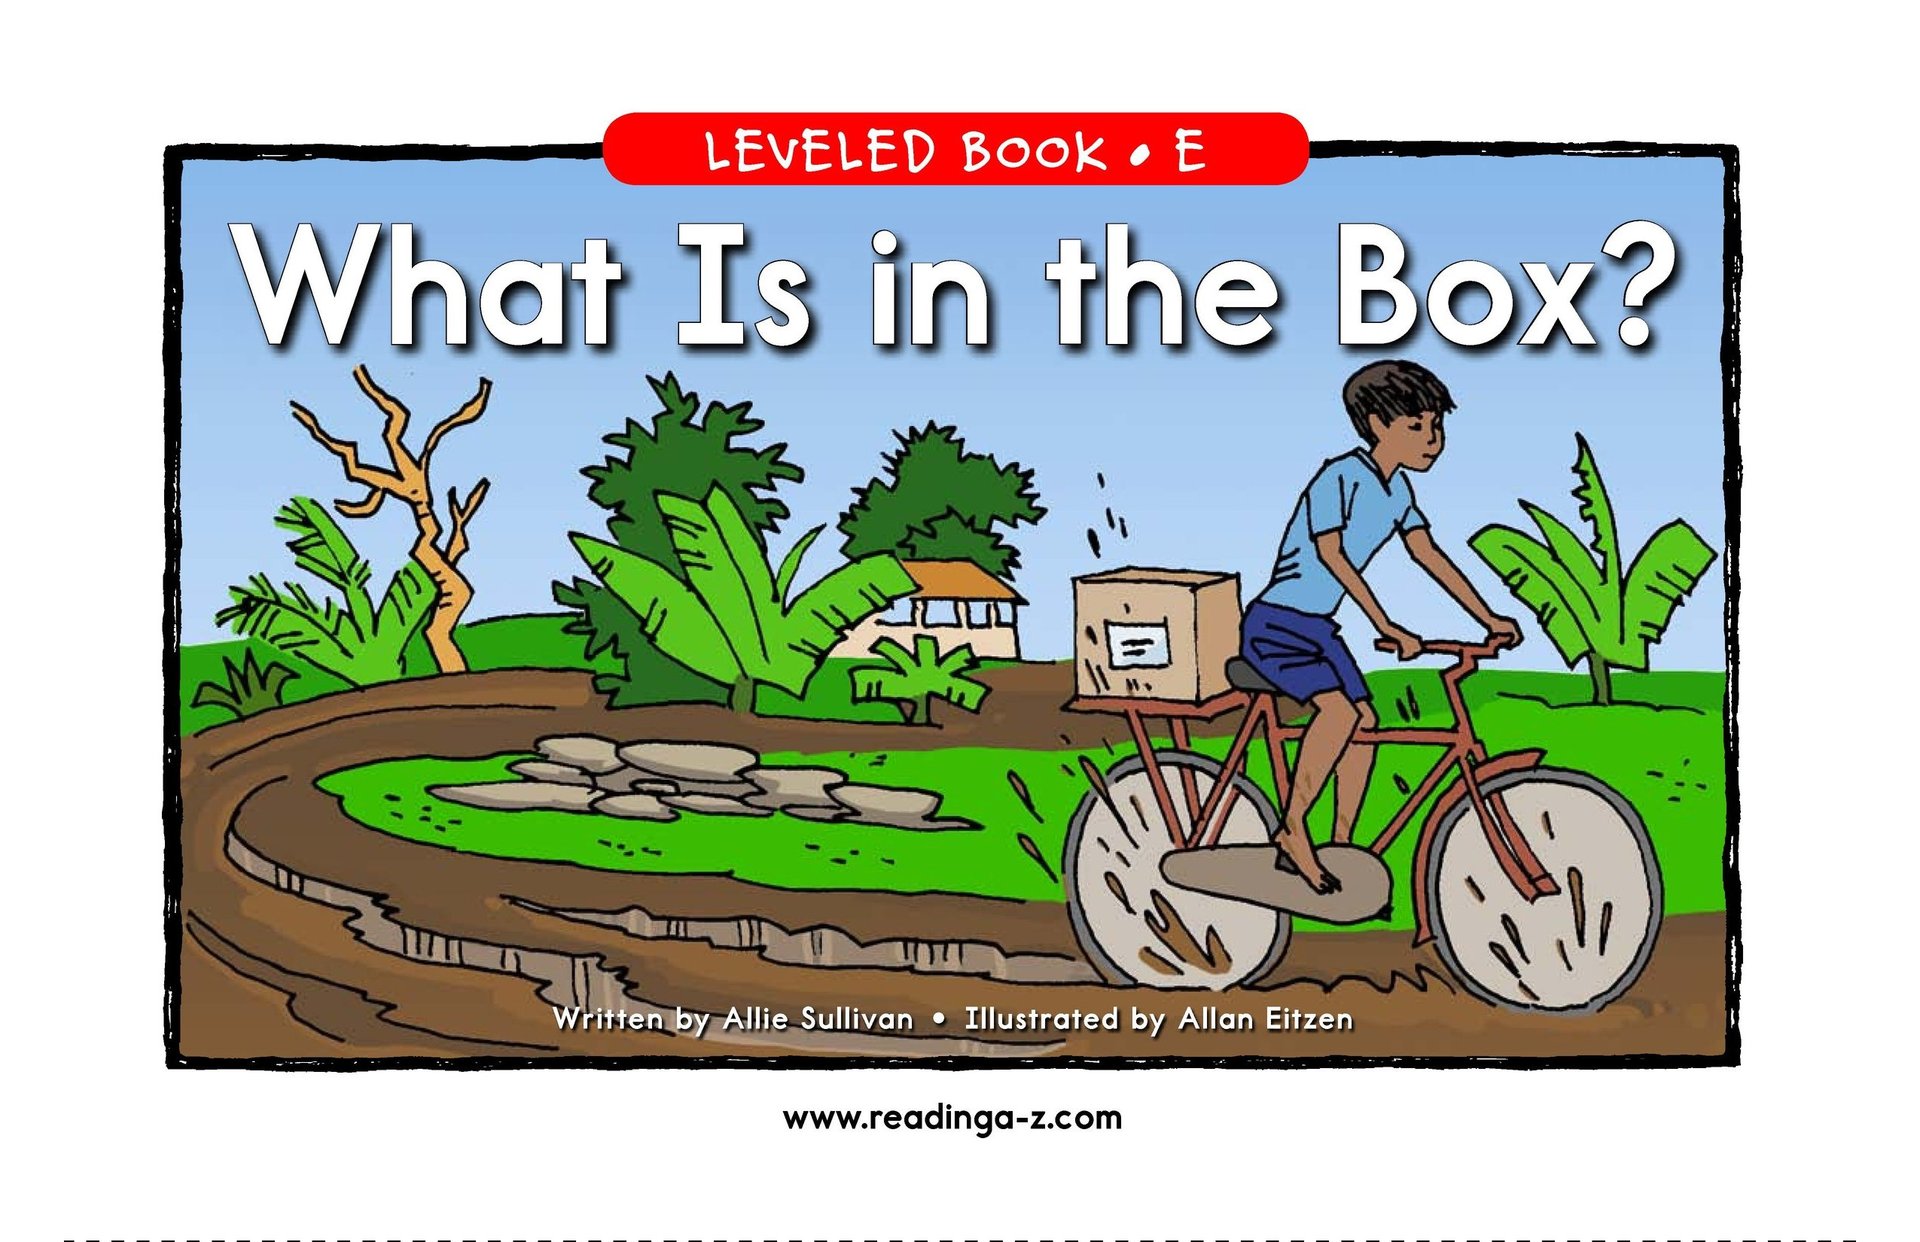 LEVELED BOOK • E
What Is in the Box?
Written by Allie Sullivan • Illustrated by Allan Eitzen
www.readinga-z.com